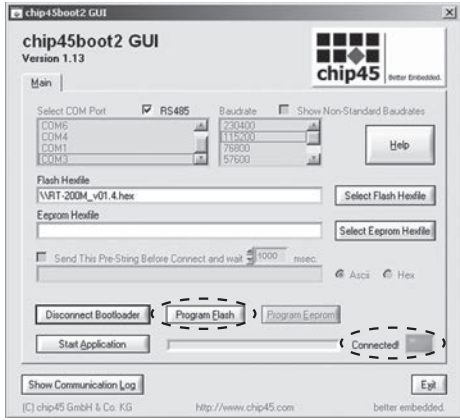 chip45boot2 GUI
chip45boot2 GUI
Version 1.13
chip45 better embedded.
Main
Select COM Port RS485 Baudrate Show Non-Standard Baudrates
COM6
COM4
COM1
COM3
230400
115200
76800
57600
Help
Flash Hexfile
\\RT-200M_v01.4.hex
Select Flash Hexfile
Eeprom Hexfile
Select Eeprom Hexfile
Send This Pre-String Before Connect and wait 1000 msec.
Ascii Hex
Disconnect Bootloader Program Flash Program Eeprom
Start Application Connected!
Show Communication Log Exit
(C) chip45 GmbH & Co. KG http://www.chip45.com better embedded.